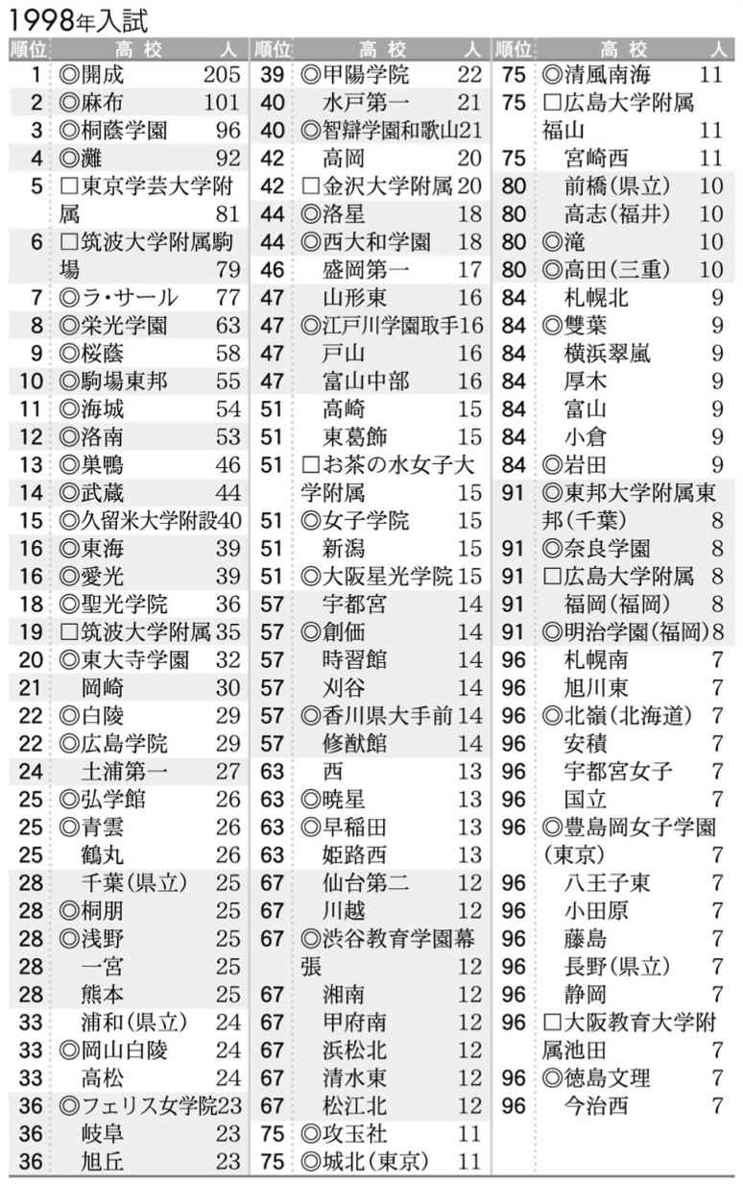 1998年入試
順位 高校 人
1 ◎開成 205
2 ◎麻布 101
3 ◎桐蔭学園 96
4 ◎灘 92
5 □東京学芸大学附
属 81
6 □筑波大学附属駒
場 79
7 ◎ラ・サール 77
8 ◎栄光学園 63
9 ◎桜蔭 58
10 ◎駒場東邦 55
11 ◎海城 54
12 ◎洛南 53
13 ◎巣鴨 46
14 ◎武蔵 44
15 ◎久留米大学附設40
16 ◎東海 39
16 ◎愛光 39
18 ◎聖光学院 36
19 □筑波大学附属 35
20 ◎東大寺学園 32
21 岡崎 30
22 ◎白陵 29
22 ◎広島学院 29
24 土浦第一 27
25 ◎弘学館 26
25 ◎青雲 26
25 鶴丸 26
28 千葉(県立) 25
28 ◎桐朋 25
28 ◎浅野 25
28 一宮 25
28 熊本 25
33 浦和(県立) 24
33 ◎岡山白陵 24
33 高松 24
36 ◎フェリス女学院23
36 岐阜 23
36 旭丘 23
順位 高校 人
39 ◎甲陽学院 22
40 水戸第一 21
40 ◎智辯学園和歌山21
42 高岡 20
42 □金沢大学附属 20
44 ◎洛星 18
44 ◎西大和学園 18
46 盛岡第一 17
47 山形東 16
47 ◎江戸川学園取手16
47 戸山 16
47 富山中部 16
51 高崎 15
51 東葛飾 15
51 □お茶の水女子大
学附属 15
51 ◎女子学院 15
51 新潟 15
51 ◎大阪星光学院 15
57 宇都宮 14
57 ◎創価 14
57 時習館 14
57 刈谷 14
57 ◎香川県大手前 14
57 修猷館 14
63 西 13
63 ◎暁星 13
63 ◎早稲田 13
63 姫路西 13
67 仙台第二 12
67 川越 12
67 ◎渋谷教育学園幕
張 12
67 湘南 12
67 甲府南 12
67 浜松北 12
67 清水東 12
67 松江北 12
75 ◎攻玉社 11
75 ◎城北(東京) 11
順位 高校 人
75 ◎清風南海 11
75 □広島大学附属
福山 11
75 宮崎西 11
80 前橋(県立) 10
80 高志(福井) 10
80 ◎滝 10
80 ◎高田(三重) 10
84 札幌北 9
84 ◎雙葉 9
84 横浜翠嵐 9
84 厚木 9
84 富山 9
84 小倉 9
84 ◎岩田 9
91 ◎東邦大学附属東
邦(千葉) 8
91 ◎奈良学園 8
91 □広島大学附属 8
91 福岡(福岡) 8
91 ◎明治学園(福岡)8
96 札幌南 7
96 旭川東 7
96 ◎北嶺(北海道) 7
96 安積 7
96 宇都宮女子 7
96 国立 7
96 ◎豊島岡女子学園
(東京) 7
96 八王子東 7
96 小田原 7
96 藤島 7
96 長野(県立) 7
96 静岡 7
96 □大阪教育大学附
属池田 7
96 ◎徳島文理 7
96 今治西 7